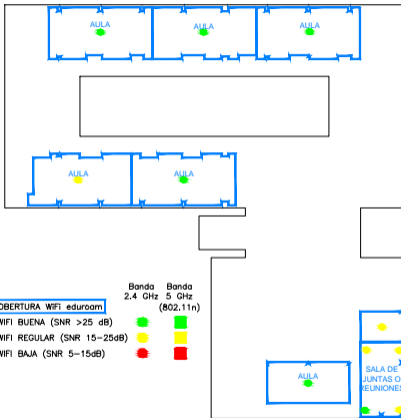 AULA AULA AULA
AULA AULA
Banda Banda
2.4 GHz 5 GHz
(802.11n)
OBERTURA WiFi eduroam
WIFI BUENA (SNR >25 dB)
WIFI REGULAR (SNR 15-25dB)
WIFI BAJA (SNR 5-15dB)
AULA
SALA DE
JUNTAS O
REUNIONES